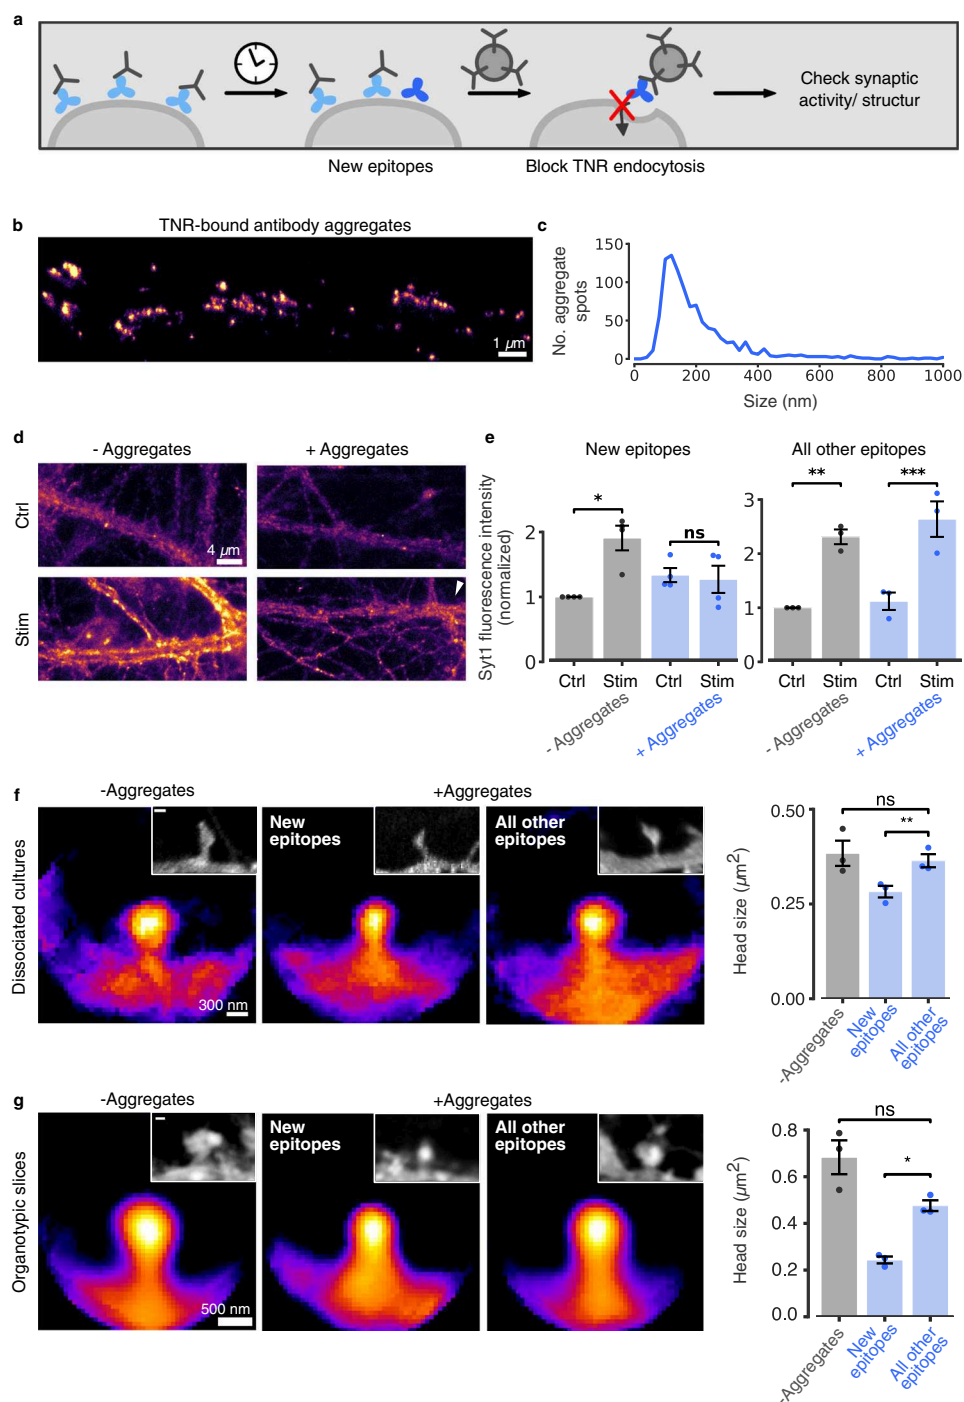 a
Check synaptic
activity/ structur
New epitopes
Block TNR endocytosis
b
TNR-bound antibody aggregates
1 µm
c
No. aggregate
spots
150
100
50
0
0 200 400 600 800 1000
Size (nm)
d
- Aggregates + Aggregates
Ctrl
4 µm
Stim
e
New epitopes All other epitopes
Syt1 fluorescence intensity
(normalized)
* ns
** ***
2
1
0
3
2
1
0
Ctrl Stim Ctrl Stim
- Aggregates + Aggregates
Ctrl Stim Ctrl Stim
- Aggregates + Aggregates
f
-Aggregates +Aggregates
Dissociated cultures
New
epitopes
All other
epitopes
300 nm
Head size (µm²)
0.50
0.25
0.00
ns
**
-Aggregates
New
epitopes
All other
epitopes
g
-Aggregates +Aggregates
Organotypic slices
New
epitopes
All other
epitopes
500 nm
Head size (µm²)
0.8
0.6
0.4
0.2
0.0
ns
*
-Aggregates
New
epitopes
All other
epitopes